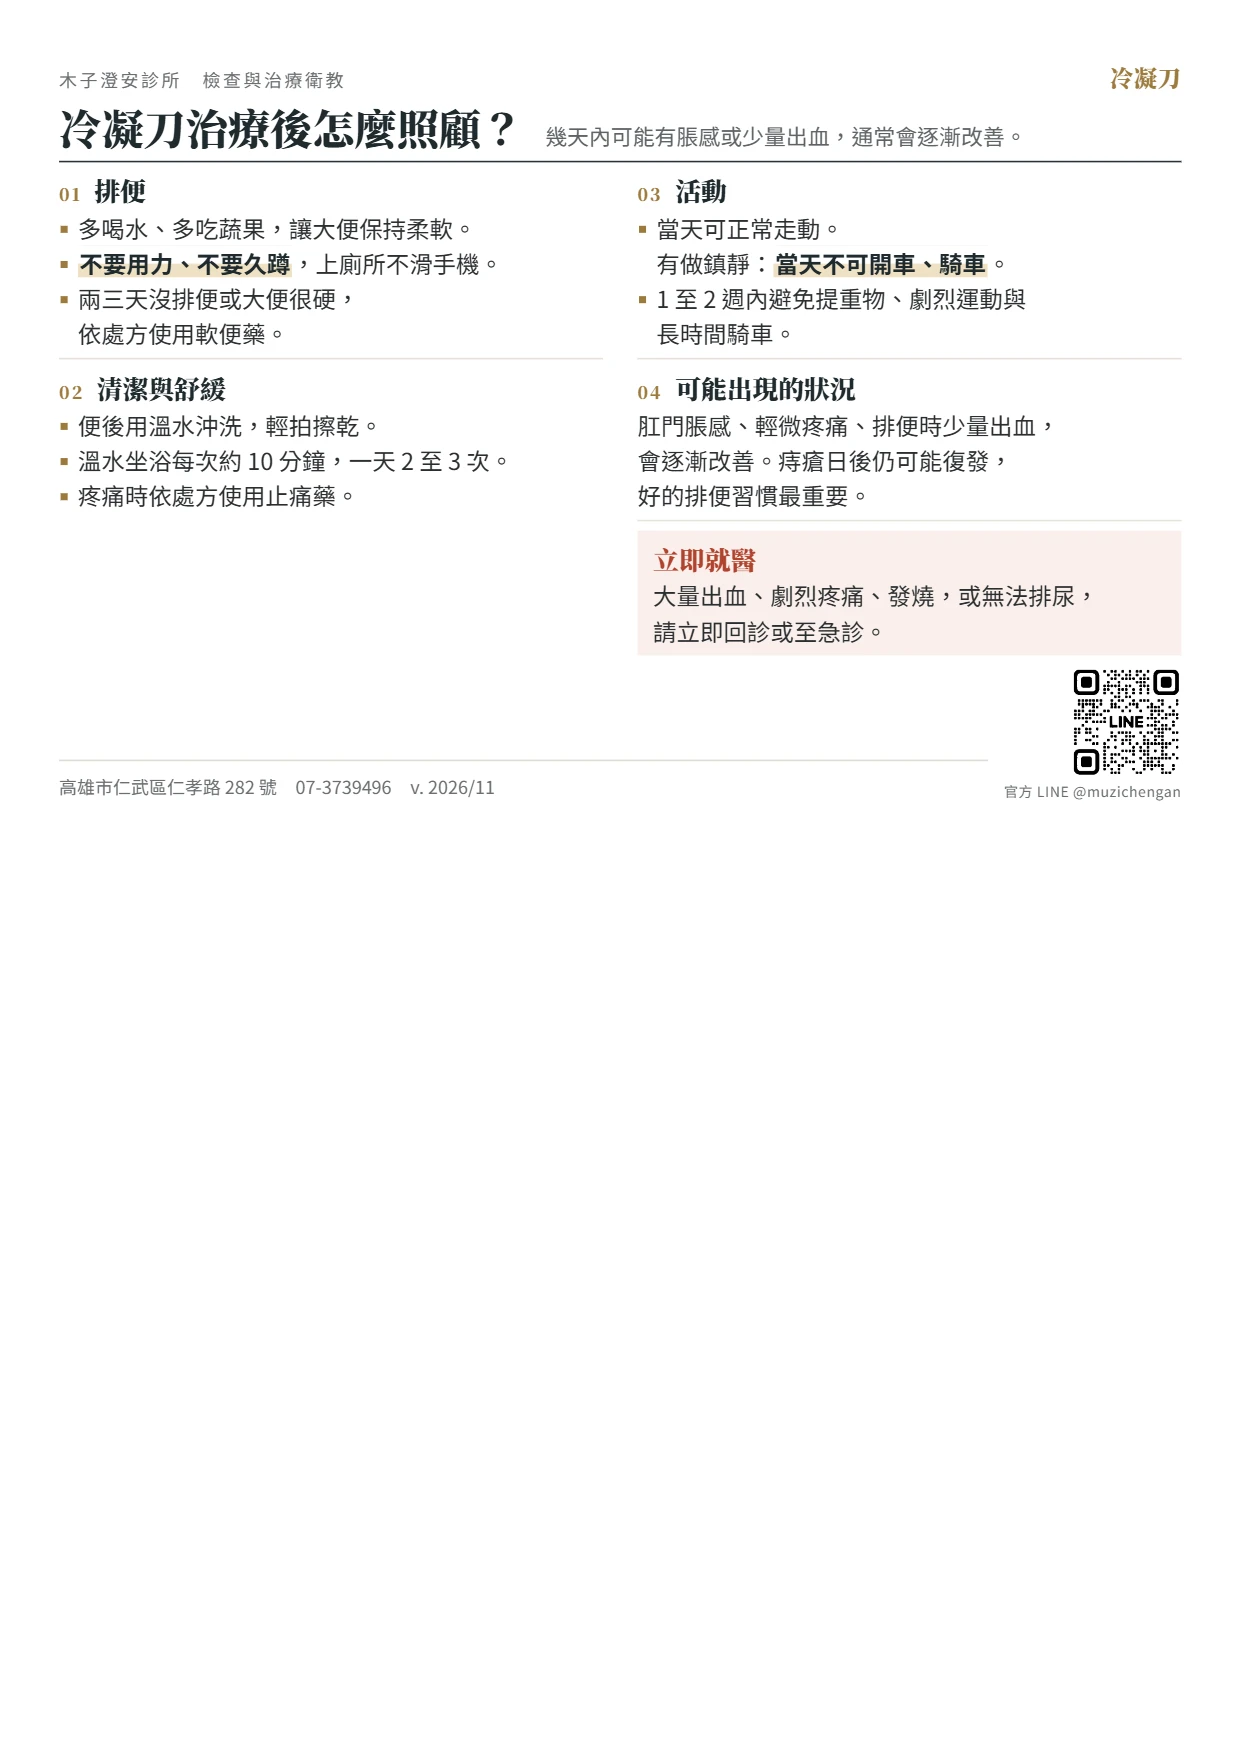 木子澄安診所　檢查與治療衛教
冷凝刀
冷凝刀治療後怎麼照顧？
幾天內可能有脹感或少量出血，通常會逐漸改善。
01 排便
▪ 多喝水、多吃蔬果，讓大便保持柔軟。
▪ 不要用力、不要久蹲，上廁所不滑手機。
▪ 兩三天沒排便或大便很硬，
依處方使用軟便藥。
02 清潔與舒緩
▪ 便後用溫水沖洗，輕拍擦乾。
▪ 溫水坐浴每次約 10 分鐘，一天 2 至 3 次。
▪ 疼痛時依處方使用止痛藥。
03 活動
▪ 當天可正常走動。
有做鎮靜：當天不可開車、騎車。
▪ 1 至 2 週內避免提重物、劇烈運動與
長時間騎車。
04 可能出現的狀況
肛門脹感、輕微疼痛、排便時少量出血，
會逐漸改善。痔瘡日後仍可能復發，
好的排便習慣最重要。
立即就醫
大量出血、劇烈疼痛、發燒，或無法排尿，
請立即回診或至急診。
LINE
高雄市仁武區仁孝路 282 號　07-3739496　v. 2026/11
官方 LINE @muzichengan